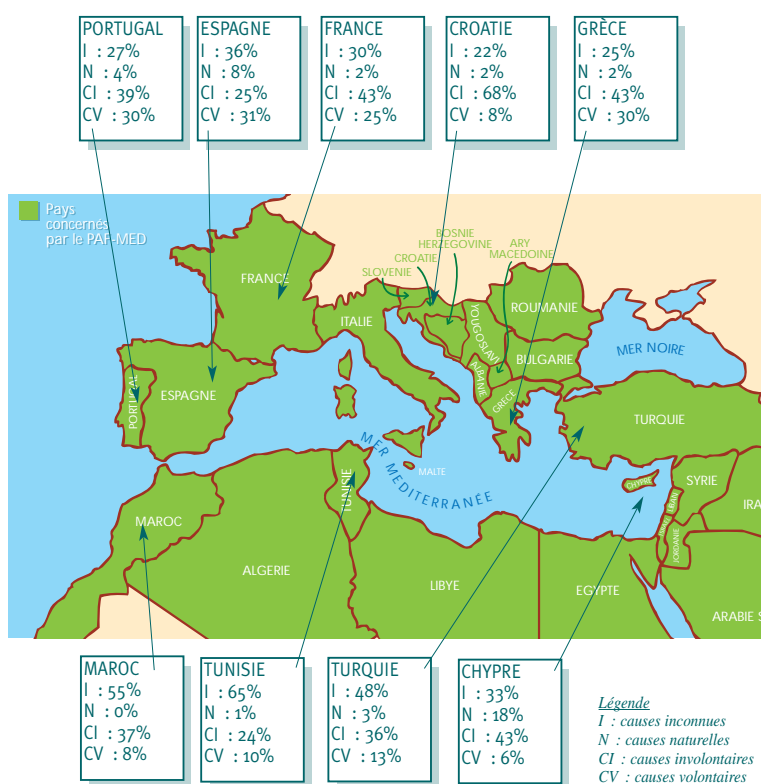 PORTUGAL
I : 27%
N : 4%
CI : 39%
CV : 30%
ESPAGNE
I : 36%
N : 8%
CI : 25%
CV : 31%
FRANCE
I : 30%
N : 2%
CI : 43%
CV : 25%
CROATIE
I : 22%
N : 2%
CI : 68%
CV : 8%
GRÈCE
I : 25%
N : 2%
CI : 43%
CV : 30%
Pays
concernés
par le PAF-MED
BOSNIE
HERZEGOVINE
ARY
MACEDOINE
CROATIE
SLOVENIE
FRANCE
ITALIE
ROUMANIE
YOUGOSLAVIE
MER NOIRE
BULGARIE
ALBANIE
PORTUGAL
ESPAGNE
GRÈCE
TURQUIE
MER MEDITERRANÉE
MALTE
TUNISIE
CHYPRE
SYRIE
LIBAN
IRA
MAROC
JORDANIE
ALGERIE
LIBYE
EGYPTE
ARABIE S
MAROC
I : 55%
N : 0%
CI : 37%
CV : 8%
TUNISIE
I : 65%
N : 1%
CI : 24%
CV : 10%
TURQUIE
I : 48%
N : 3%
CI : 36%
CV : 13%
CHYPRE
I : 33%
N : 18%
CI : 43%
CV : 6%
Légende
I : causes inconnues
N : causes naturelles
CI : causes involontaires
CV : causes volontaires